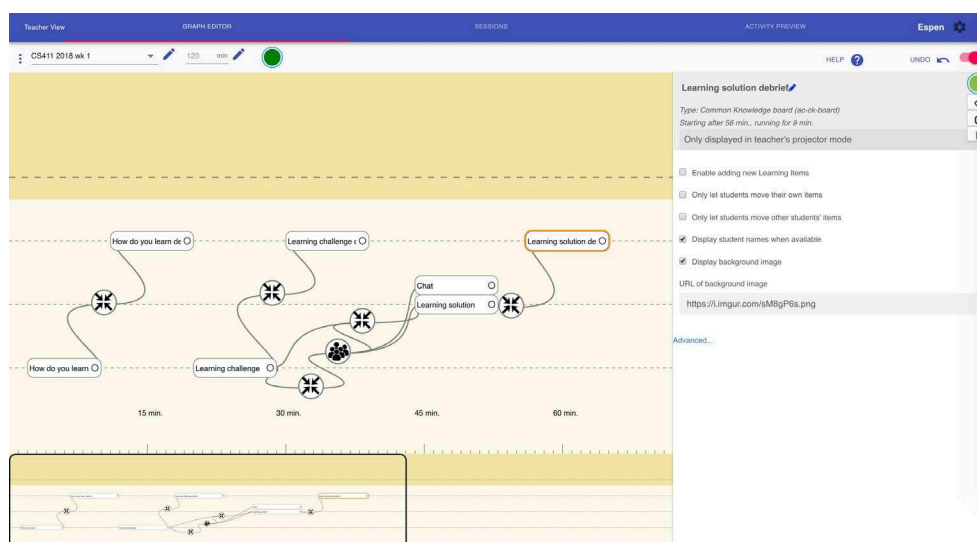 Teacher View
GRAPH EDITOR
SESSIONS
ACTIVITY PREVIEW
Espen
CS411 2018 wk 1
120 min
HELP ?
UNDO
Learning solution debrief
Type: Common Knowledge board (ac-ck-board)
Starting after 56 min., running for 9 min.
Only displayed in teacher's projector mode
Enable adding new Learning Items
Only let students move their own items
Only let students move other students' items
Display student names when available
Display background image
URL of background image
https://i.imgur.com/sM8gP6s.png
Advanced...
How do you learn de
Learning challenge
Learning solution de
Chat
Learning solution
How do you learn
Learning challenge
15 min.
30 min.
45 min.
60 min.